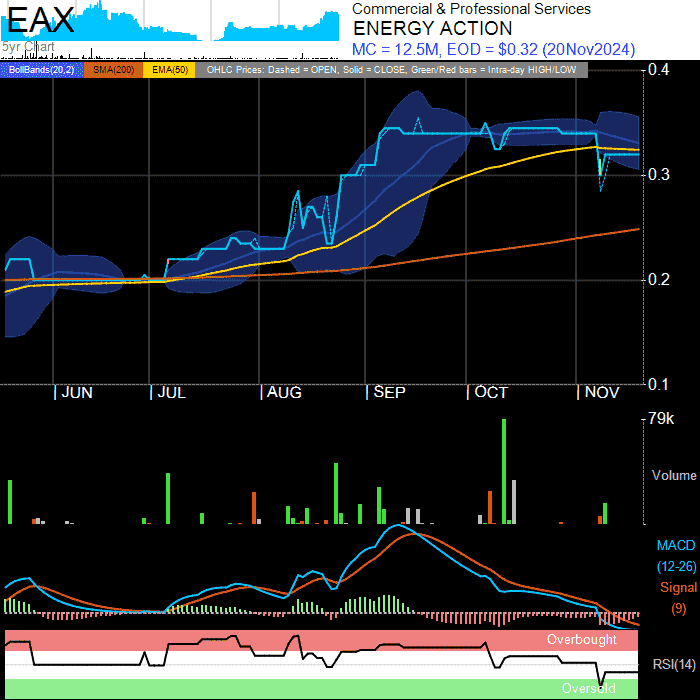 EAX
5yr Chart
Commercial & Professional Services
ENERGY ACTION
MC = 12.5M, EOD = $0.32 (20Nov2024)
BollBands(20,2) SMA(200) EMA(50) OHLC Prices: Dashed = OPEN, Solid = CLOSE, Green/Red bars = Intra-day HIGH/LOW
0.4
0.3
0.2
0.1
| JUN | JUL | AUG | SEP | OCT | NOV
79k
Volume
MACD
(12-26)
Signal
(9)
Overbought
RSI(14)
Oversold